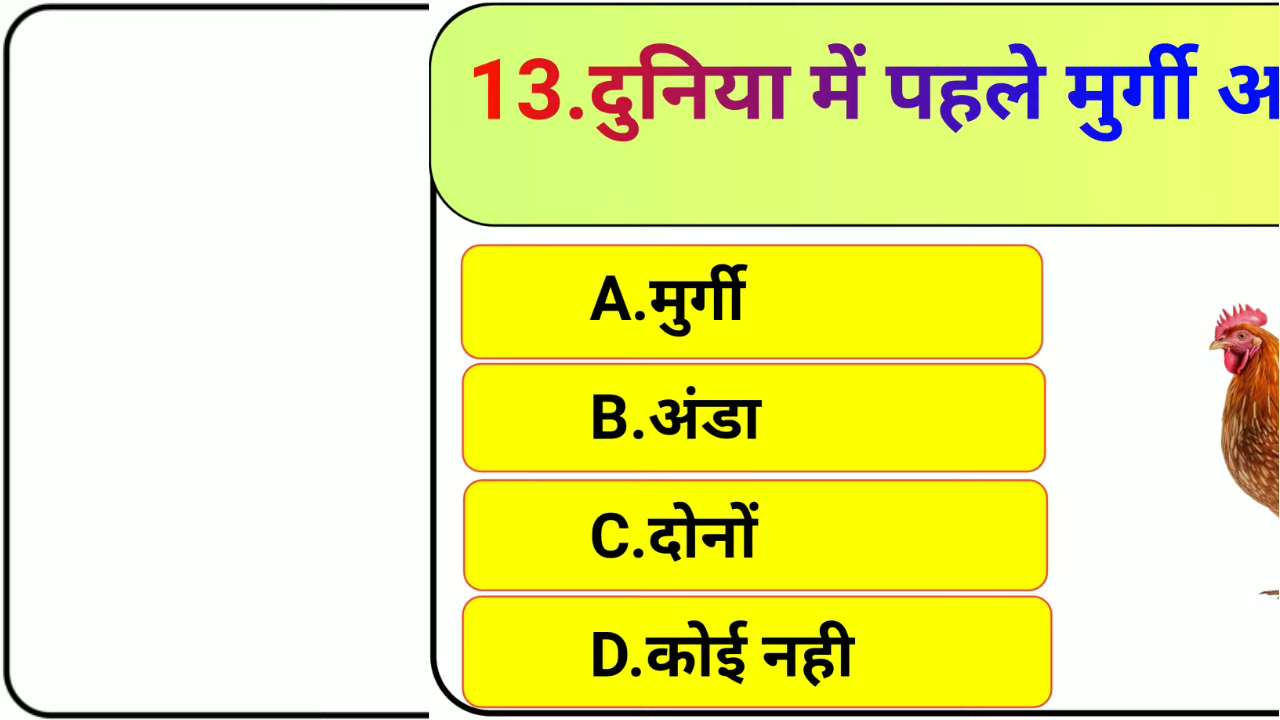 13.दुनिया में पहले मुर्गी
A.मुर्गी
B.अंडा
C.दोनों
D.कोई नही